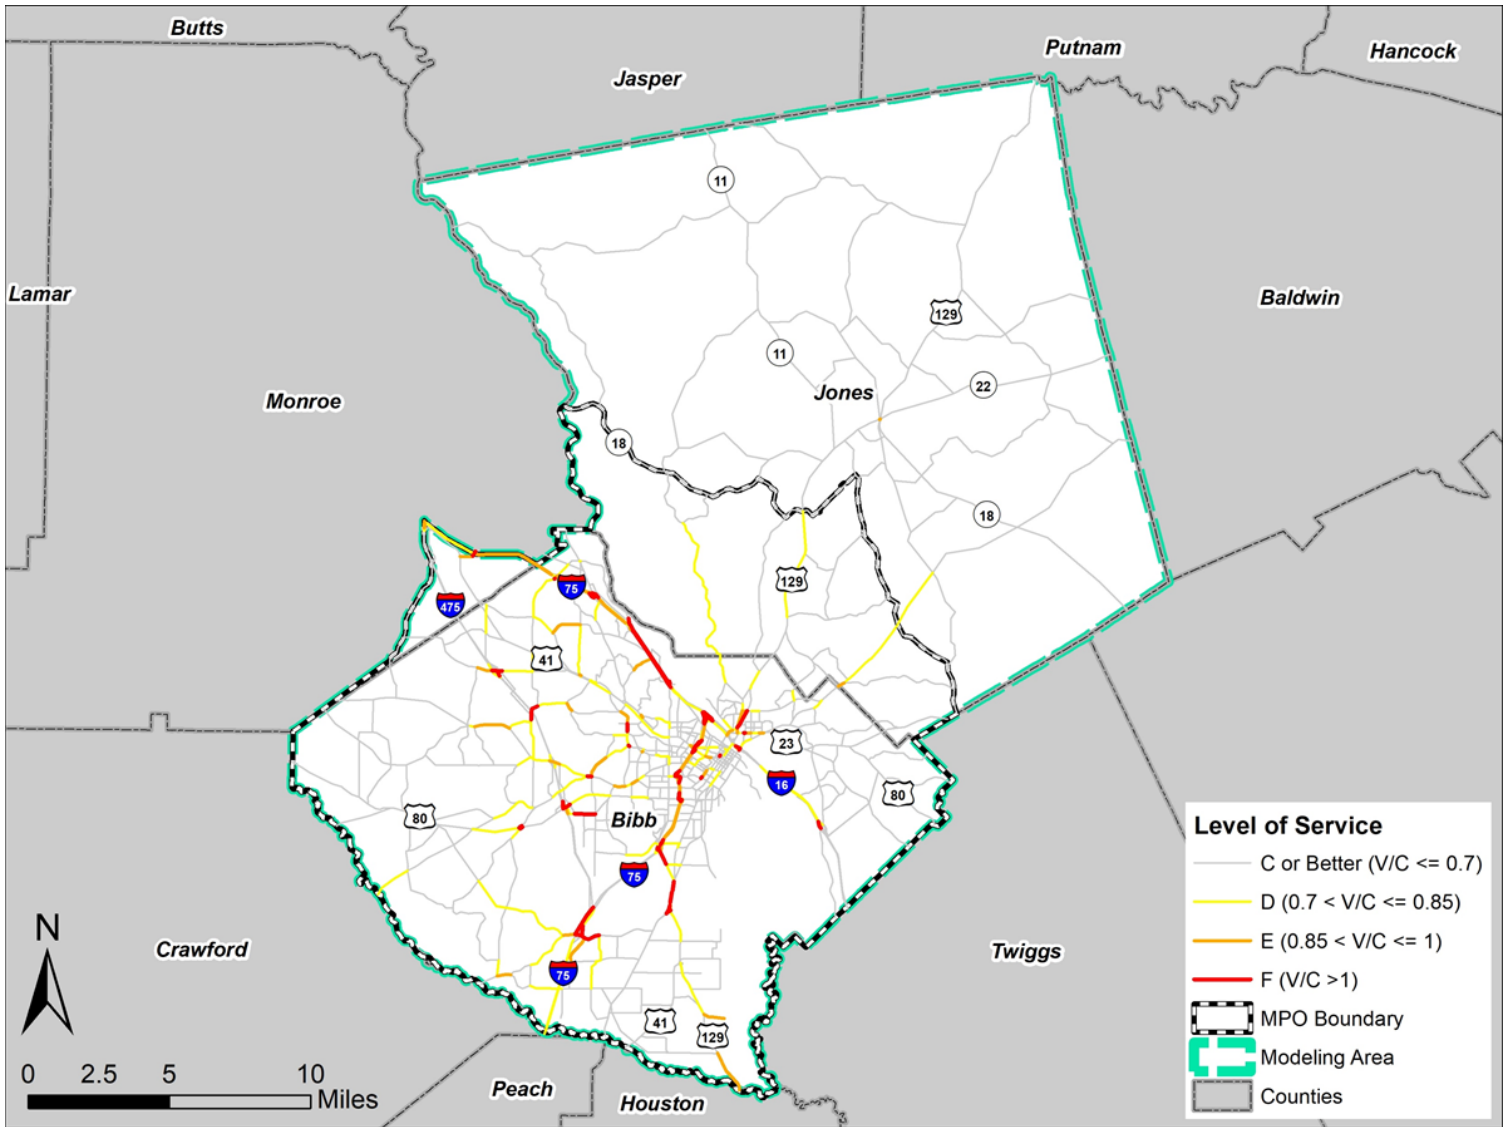 Butts
Putnam
Hancock
Jasper
11
Lamar
Baldwin
129
11
22
Jones
Monroe
18
18
129
75
475
41
23
16
80
80
Bibb
75
Level of Service
C or Better (V/C <= 0.7)
D (0.7 < V/C <= 0.85)
E (0.85 < V/C <= 1)
F (V/C >1)
MPO Boundary
Modeling Area
Counties
N
Crawford
Twiggs
75
41
129
0 2.5 5 10
Miles
Peach
Houston